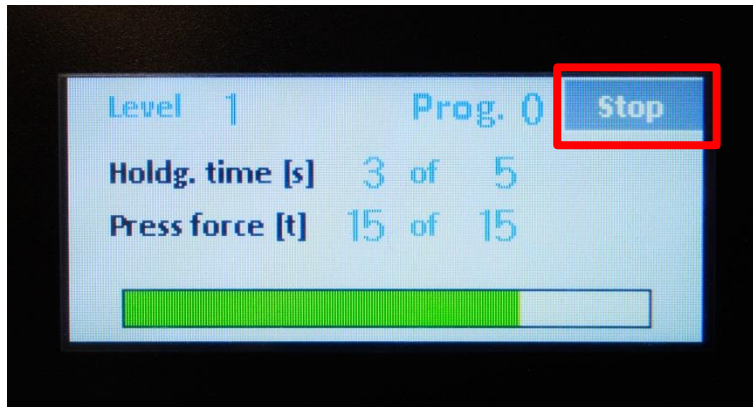 Level 1 Prog. 0 Stop
Holdg. time [s] 3 of 5
Press force [t] 15 of 15